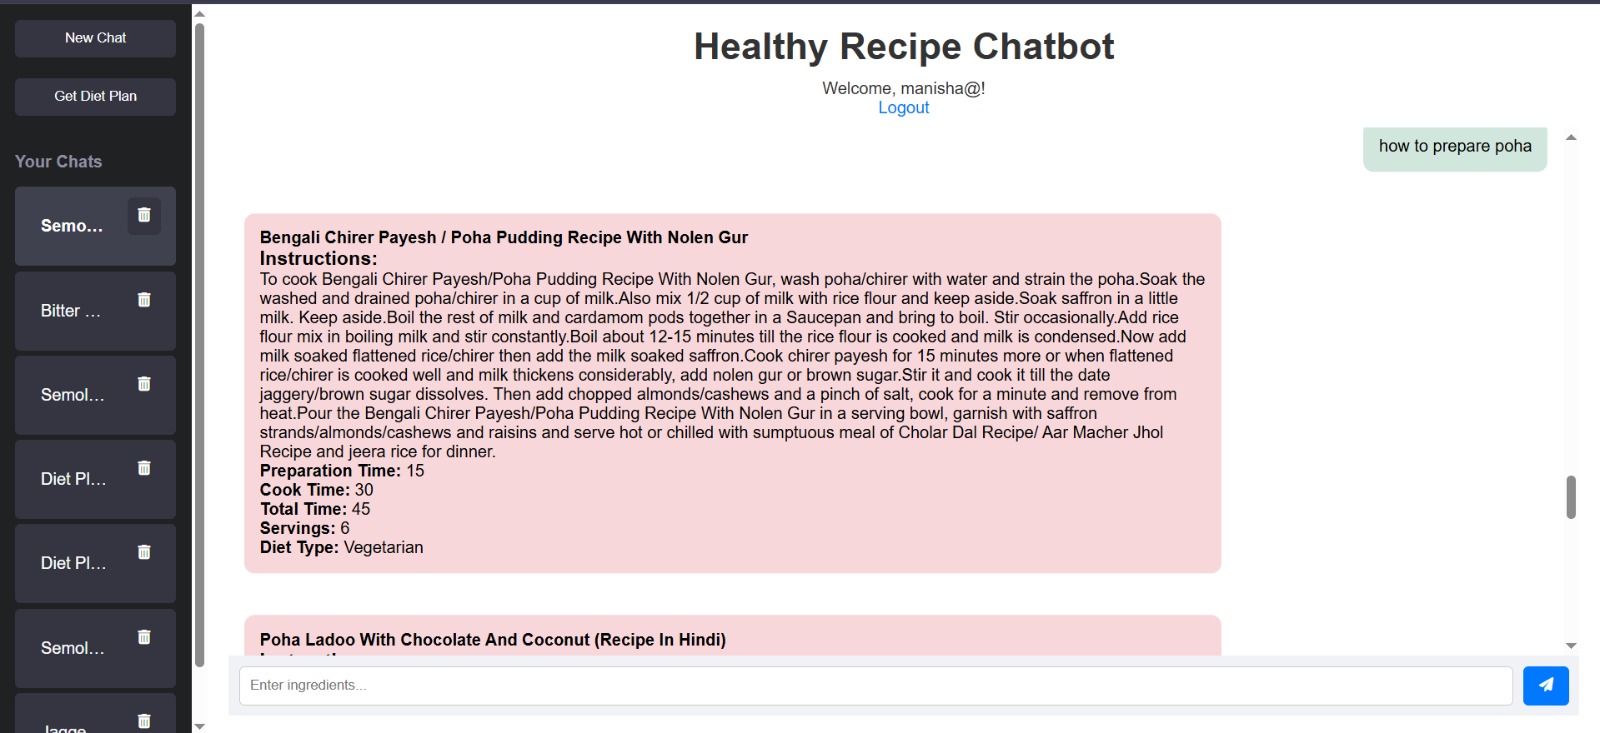 New Chat
Get Diet Plan
Your Chats
Semo...
Bitter ...
Semol...
Diet Pl...
Diet Pl...
Semol...
Healthy Recipe Chatbot
Welcome, manisha@!
Logout
how to prepare poha
Bengali Chirer Payesh / Poha Pudding Recipe With Nolen Gur
Instructions:
To cook Bengali Chirer Payesh/Poha Pudding Recipe With Nolen Gur, wash poha/chirer with water and strain the poha.Soak the
washed and drained poha/chirer in a cup of milk.Also mix 1/2 cup of milk with rice flour and keep aside.Soak saffron in a little
milk. Keep aside.Boil the rest of milk and cardamom pods together in a Saucepan and bring to boil. Stir occasionally.Add rice
flour mix in boiling milk and stir constantly.Boil about 12-15 minutes till the rice flour is cooked and milk is condensed.Now add
milk soaked flattened rice/chirer then add the milk soaked saffron.Cook chirer payesh for 15 minutes more or when flattened
rice/chirer is cooked well and milk thickens considerably, add nolen gur or brown sugar.Stir it and cook it till the date
jaggery/brown sugar dissolves. Then add chopped almonds/cashews and a pinch of salt, cook for a minute and remove from
heat.Pour the Bengali Chirer Payesh/Poha Pudding Recipe With Nolen Gur in a serving bowl, garnish with saffron
strands/almonds/cashews and raisins and serve hot or chilled with sumptuous meal of Cholar Dal Recipe/ Aar Macher Jhol
Recipe and jeera rice for dinner.
Preparation Time: 15
Cook Time: 30
Total Time: 45
Servings: 6
Diet Type: Vegetarian
Poha Ladoo With Chocolate And Coconut (Recipe In Hindi)
Enter ingredients...